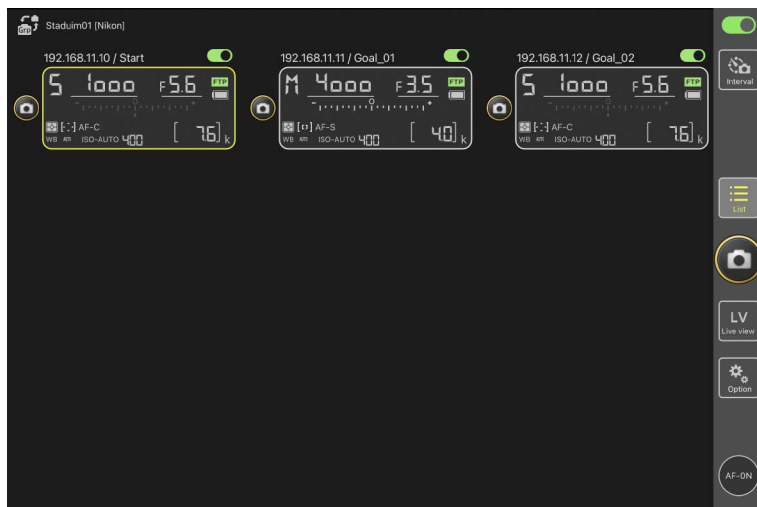 Grp Staduim01 [Nikon]
192.168.11.10 / Start
S 1000 F5.6 FTP
- +
AF-C
WB ISO-AUTO 400 [ 7.6] k
192.168.11.11 / Goal_01
M 4000 F3.5 FTP
- +
AF-S
WB ISO-AUTO 400 [ 4.0] k
192.168.11.12 / Goal_02
S 1000 F5.6 FTP
- +
AF-C
WB ISO-AUTO 400 [ 7.6] k
Interval
List
LV
Live view
Option
AF-ON